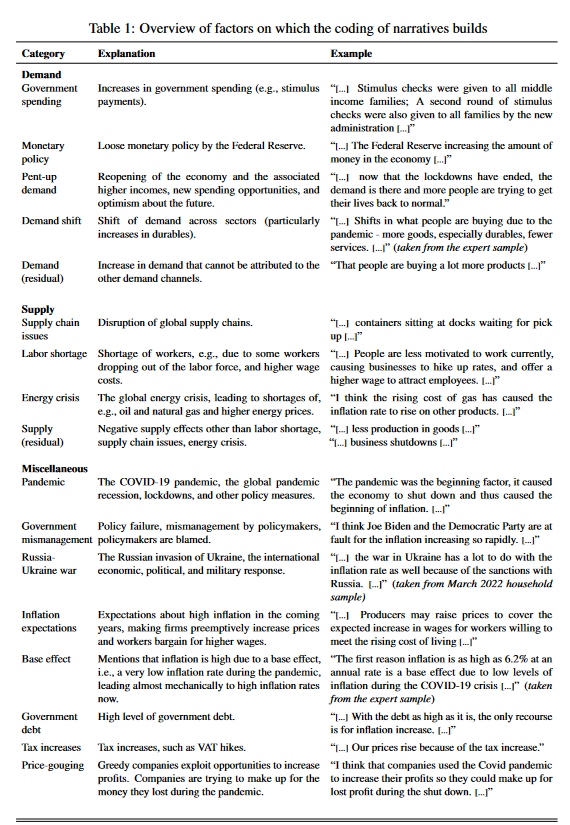 Table 1: Overview of factors on which the coding of narratives builds
Category Explanation Example
Demand
Government spending Increases in government spending (e.g., stimulus payments). “[...] Stimulus checks were given to all middle income families; A second round of stimulus checks were also given to all families by the new administration [...]”
Monetary policy Loose monetary policy by the Federal Reserve. “[...] The Federal Reserve increasing the amount of money in the economy [...]”
Pent-up demand Reopening of the economy and the associated higher incomes, new spending opportunities, and optimism about the future. “[...] now that the lockdowns have ended, the demand is there and more people are trying to get their lives back to normal.”
Demand shift Shift of demand across sectors (particularly increases in durables). “[...] Shifts in what people are buying due to the pandemic - more goods, especially durables, fewer services. [...]” (taken from the expert sample)
Demand (residual) Increase in demand that cannot be attributed to the other demand channels. “That people are buying a lot more products [...]”
Supply
Supply chain issues Disruption of global supply chains. “[...] containers sitting at docks waiting for pick up [...]”
Labor shortage Shortage of workers, e.g., due to some workers dropping out of the labor force, and higher wage costs. “[...] People are less motivated to work currently, causing businesses to hike up rates, and offer a higher wage to attract employees. [...]”
Energy crisis The global energy crisis, leading to shortages of, e.g., oil and natural gas and higher energy prices. “I think the rising cost of gas has caused the inflation rate to rise on other products. [...]”
Supply (residual) Negative supply effects other than labor shortage, supply chain issues, energy crisis. “[...] less production in goods [...]” “[...] business shutdowns [...]”
Miscellaneous
Pandemic The COVID-19 pandemic, the global pandemic recession, lockdowns, and other policy measures. “The pandemic was the beginning factor, it caused the economy to shut down and thus caused the beginning of inflation. [...]”
Government mismanagement Policy failure, mismanagement by policymakers, policymakers are blamed. “I think Joe Biden and the Democratic Party are at fault for the inflation increasing so rapidly. [...]”
Russia-Ukraine war The Russian invasion of Ukraine, the international economic, political, and military response. “[...] the war in Ukraine has a lot to do with the inflation rate as well because of the sanctions with Russia. [...]” (taken from March 2022 household sample)
Inflation expectations Expectations about high inflation in the coming years, making firms preemptively increase prices and workers bargain for higher wages. “[...] Producers may raise prices to cover the expected increase in wages for workers willing to meet the rising cost of living [...]”
Base effect Mentions that inflation is high due to a base effect, i.e., a very low inflation rate during the pandemic, leading almost mechanically to high inflation rates now. “The first reason inflation is as high as 6.2% at an annual rate is a base effect due to low levels of inflation during the COVID-19 crisis [...]” (taken from the expert sample)
Government debt High level of government debt. “[...] With the debt as high as it is, the only recourse is for inflation increase. [...]”
Tax increases Tax increases, such as VAT hikes. “[...] Our prices rise because of the tax increase.”
Price-gouging Greedy companies exploit opportunities to increase profits. Companies are trying to make up for the money they lost during the pandemic. “I think that companies used the Covid pandemic to increase their profits so they could make up for lost profit during the shut down. [...]”